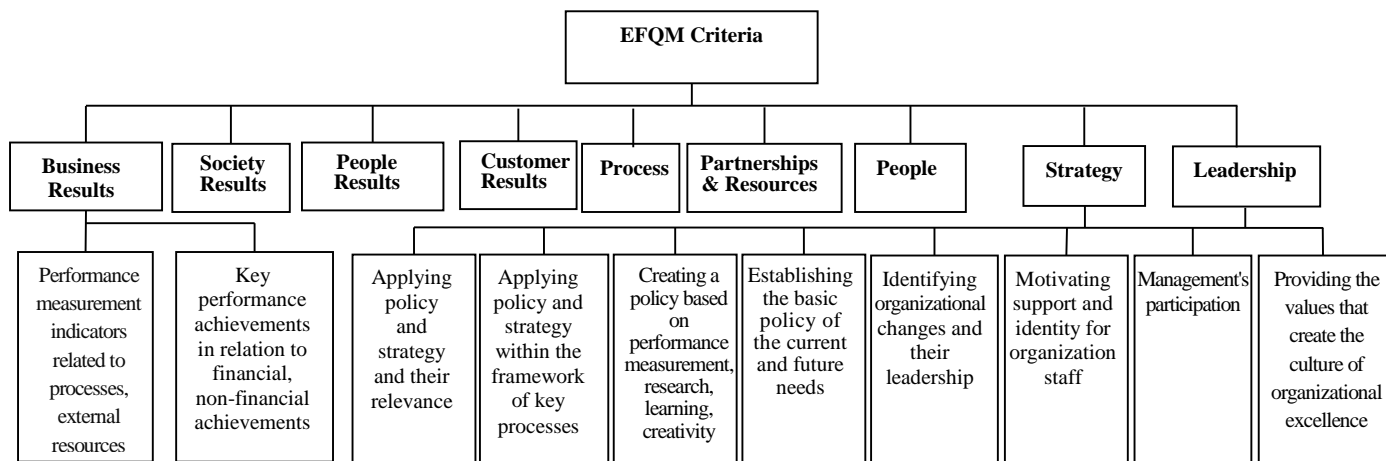 EFQM Criteria
Business
Results
Society
Results
People
Results
Customer
Results
Process
Partnerships
& Resources
People
Strategy
Leadership
Performance
measurement
indicators
related to
processes,
external
resources
Key
performance
achievements
in relation to
financial,
non-financial
achievements
Applying
policy
and
strategy
and their
relevance
Applying
policy and
strategy
within the
framework
of key
processes
Creating a
policy based
on
performance
measurement,
research,
learning,
creativity
Establishing
the basic
policy of
the current
and future
needs
Identifying
organizational
changes and
their
leadership
Motivating
support and
identity for
organization
staff
Management's
participation
Providing the
values that
create the
culture of
organizational
excellence